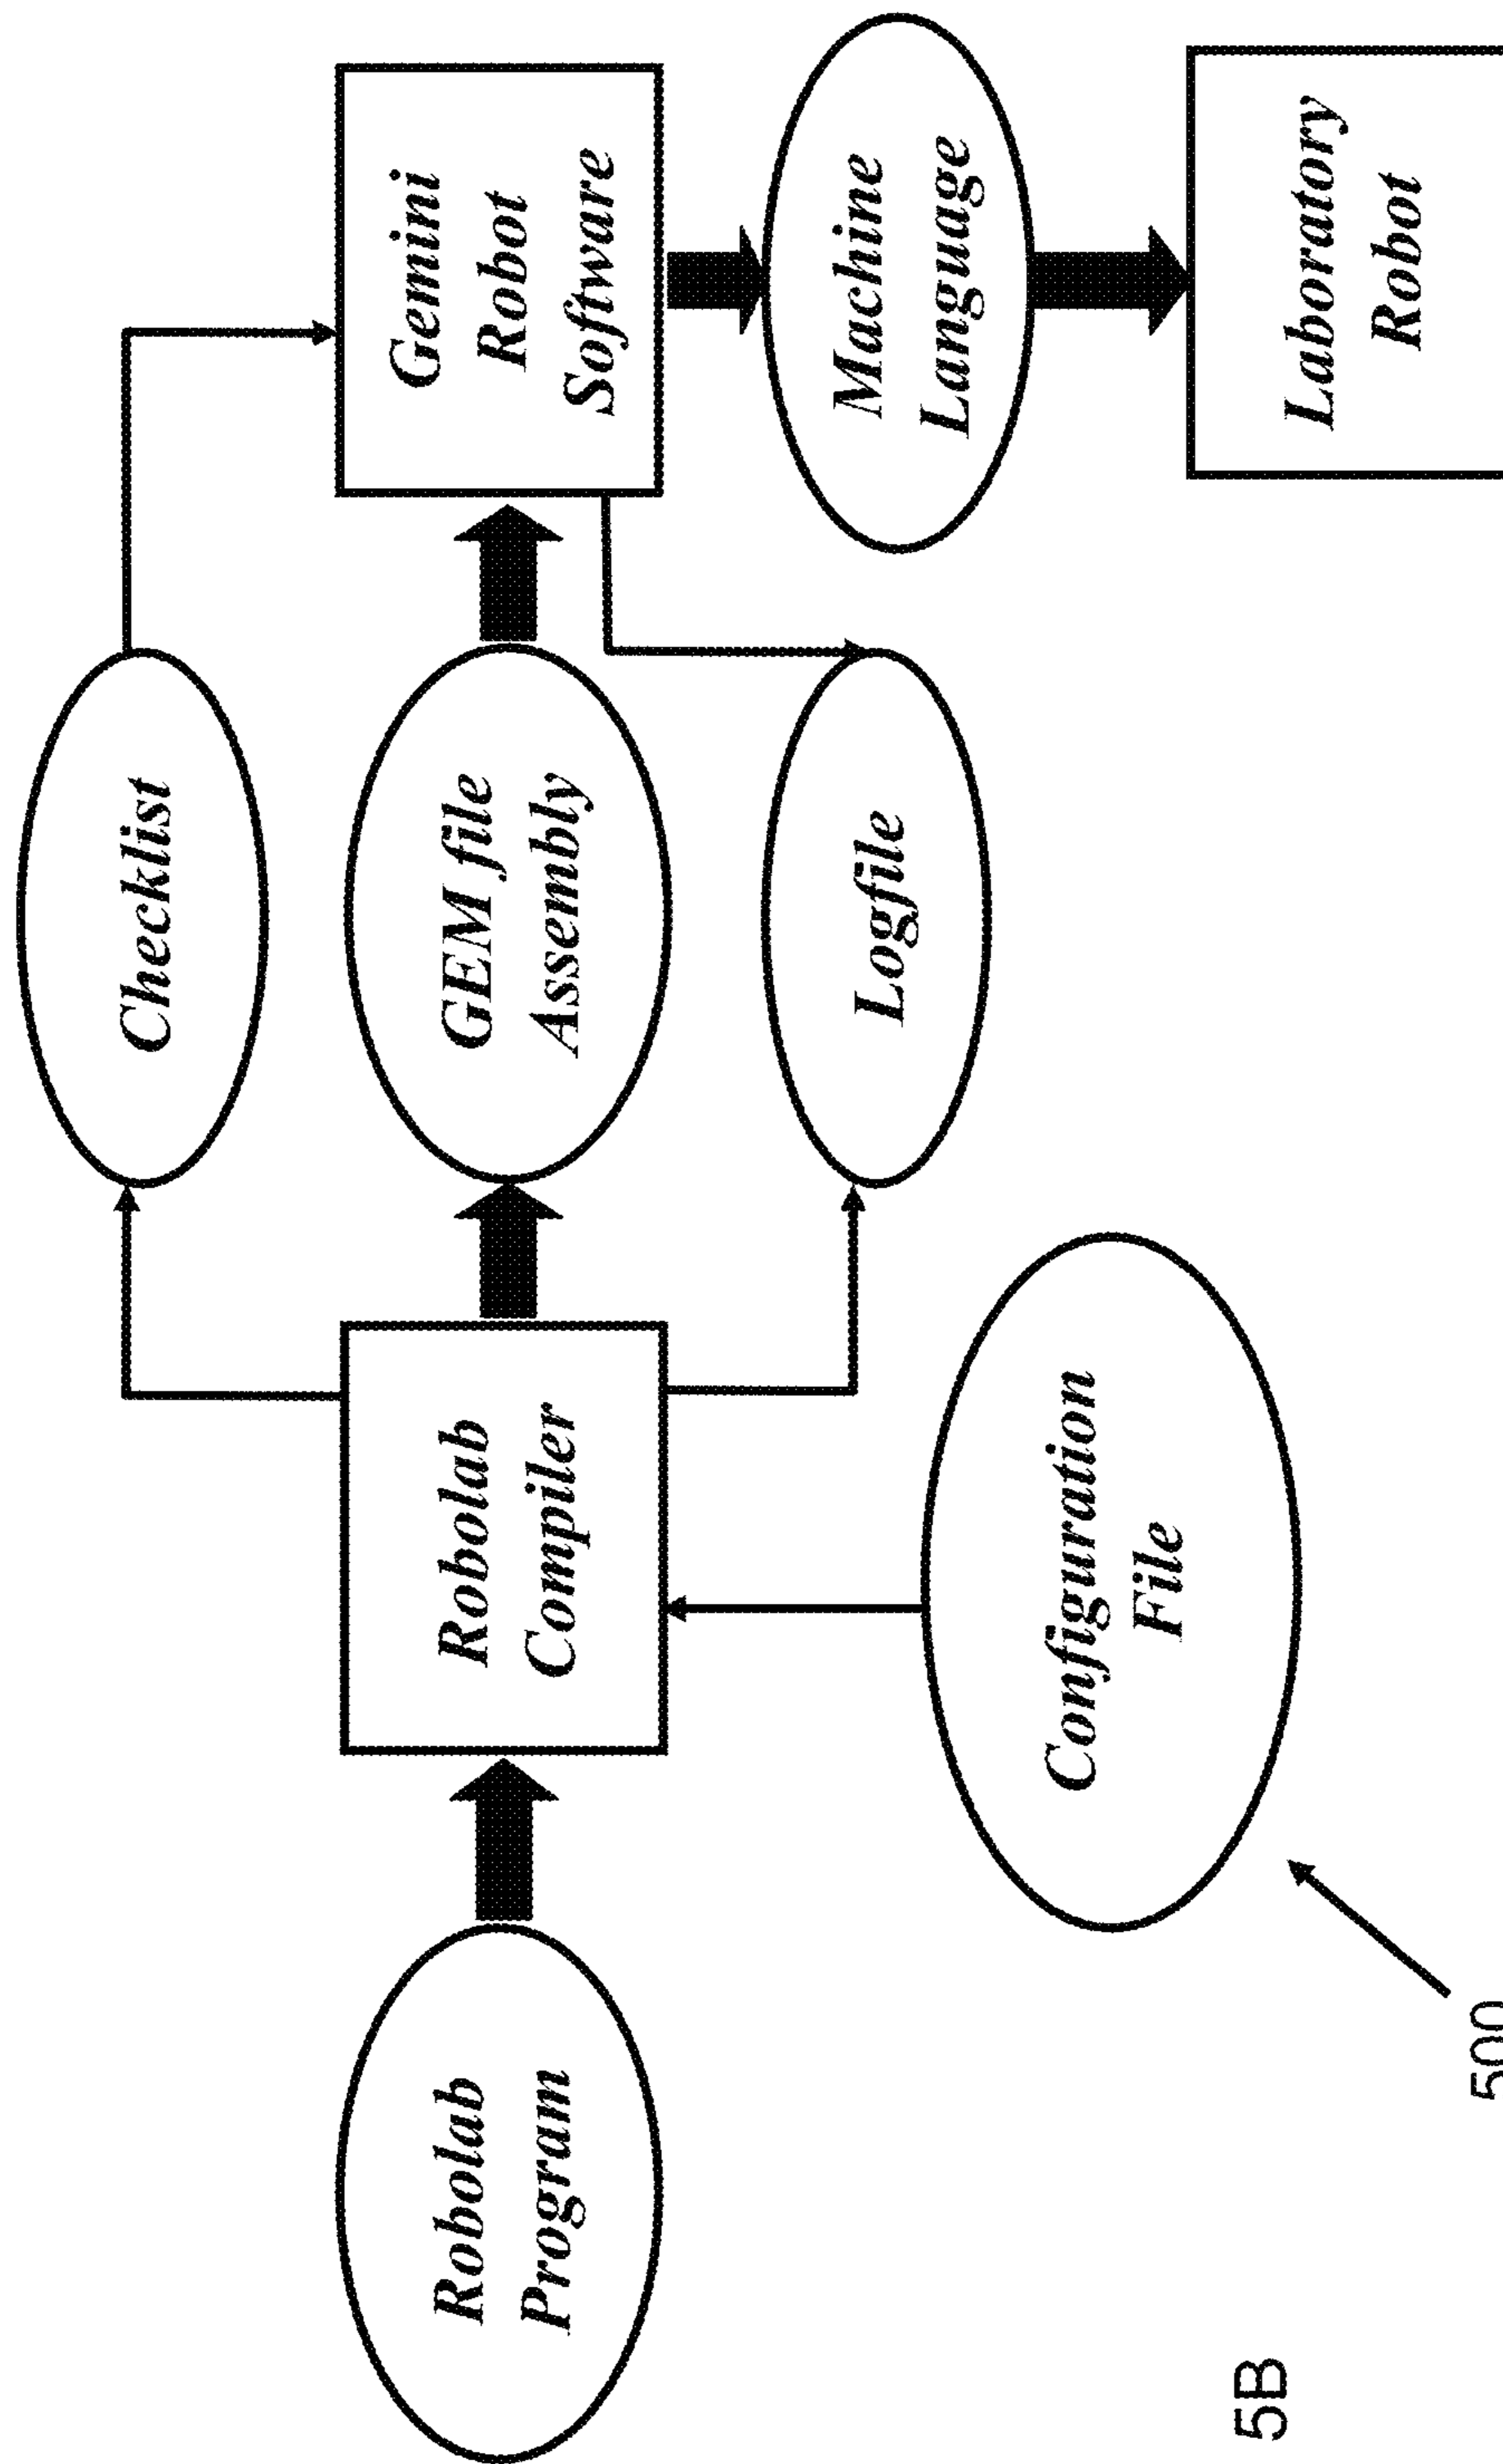 Checklist
Robolab
Program
Robolab
Compiler
GEM file
Assembly
Gemini
Robot
Software
Logfile
Machine
Language
Configuration
File
Laboratory
Robot
5B
500